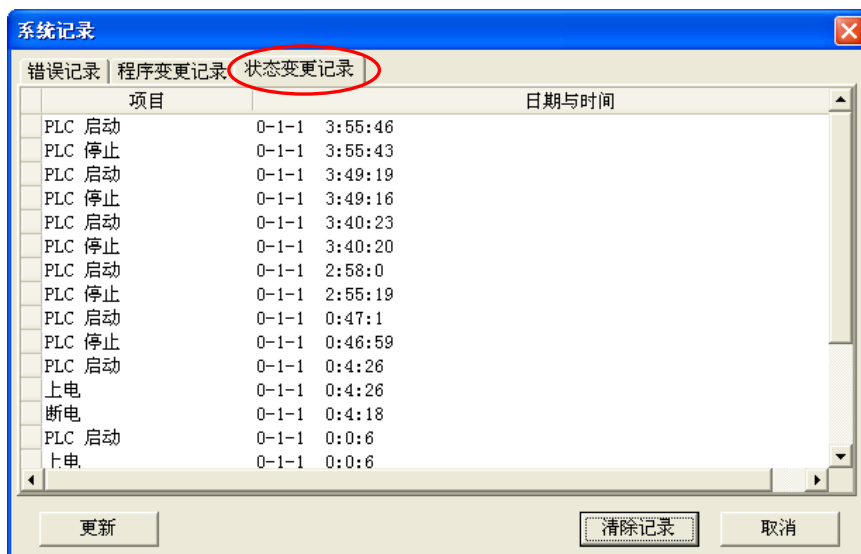 系统记录
错误记录 程序变更记录 状态变更记录
项目 日期与时间
PLC 启动 0-1-1 3:55:46
PLC 停止 0-1-1 3:55:43
PLC 启动 0-1-1 3:49:19
PLC 停止 0-1-1 3:49:16
PLC 启动 0-1-1 3:40:23
PLC 停止 0-1-1 3:40:20
PLC 启动 0-1-1 2:58:0
PLC 停止 0-1-1 2:55:19
PLC 启动 0-1-1 0:47:1
PLC 停止 0-1-1 0:46:59
PLC 启动 0-1-1 0:4:26
上电 0-1-1 0:4:26
断电 0-1-1 0:4:18
PLC 启动 0-1-1 0:0:6
上电 0-1-1 0:0:6
更新 清除记录 取消